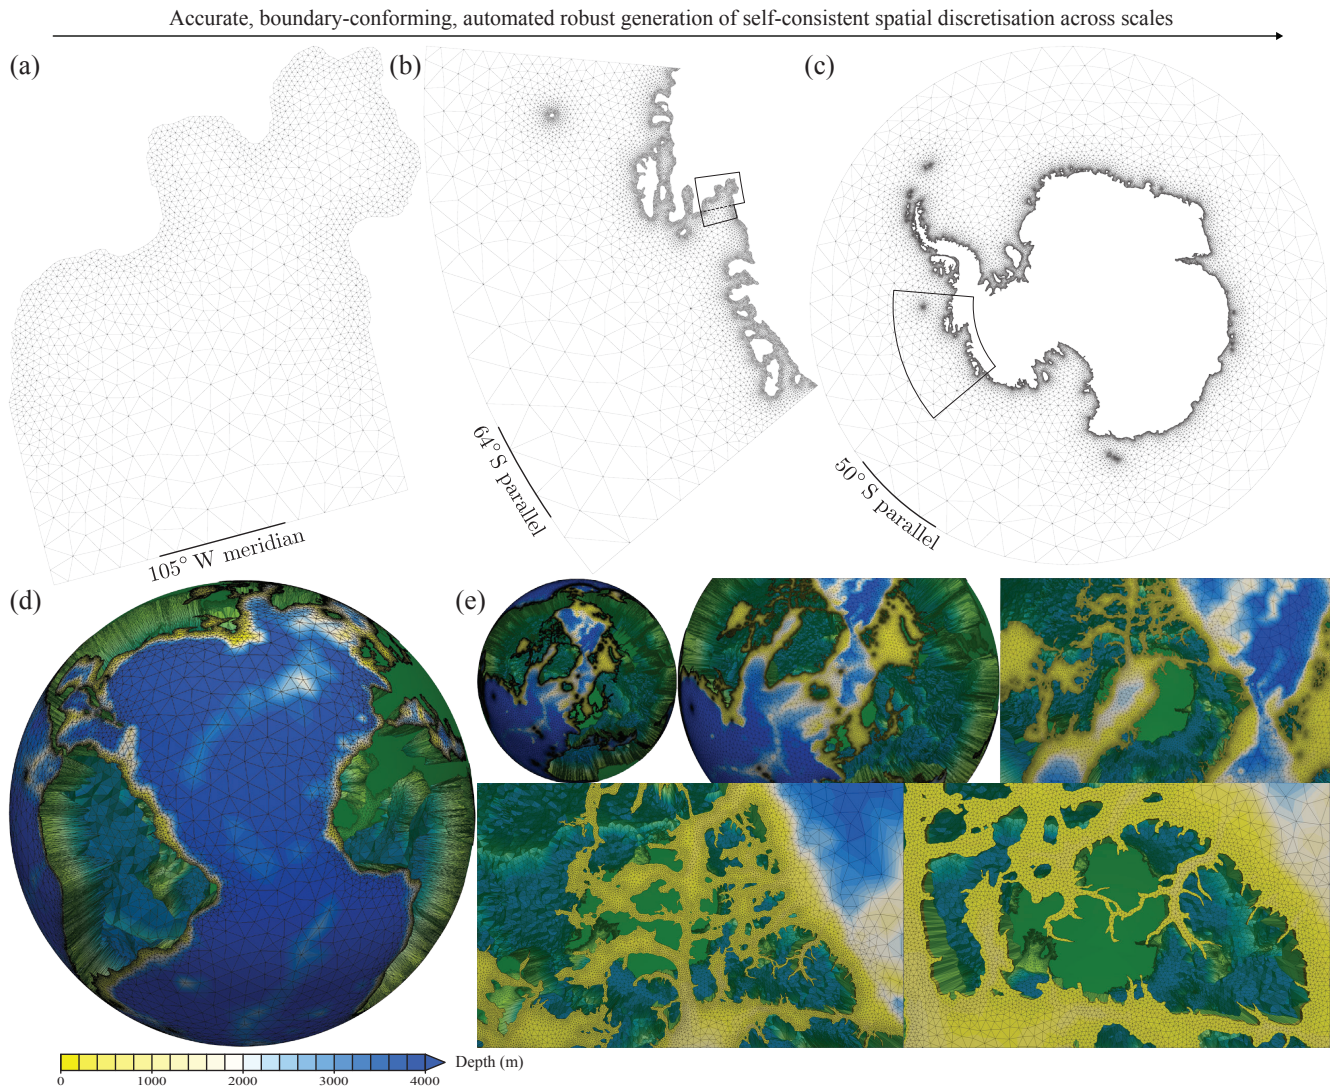 Accurate, boundary-conforming, automated robust generation of self-consistent spatial discretisation across scales
(a)
(b)
(c)
105° W meridian
64° S parallel
50° S parallel
(d)
(e)
Depth (m)
0 1000 2000 3000 4000